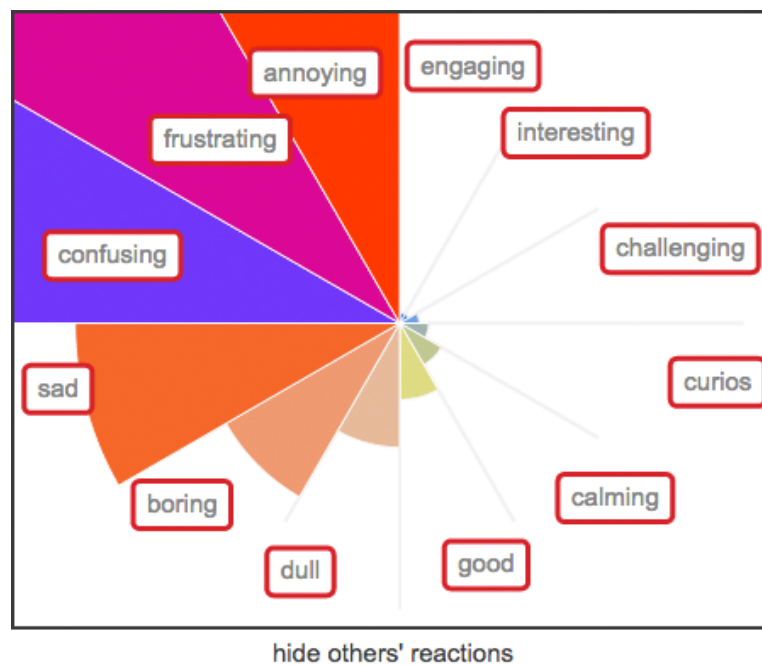 annoying
engaging
frustrating
interesting
confusing
challenging
sad
curios
boring
calming
dull
good
hide others' reactions